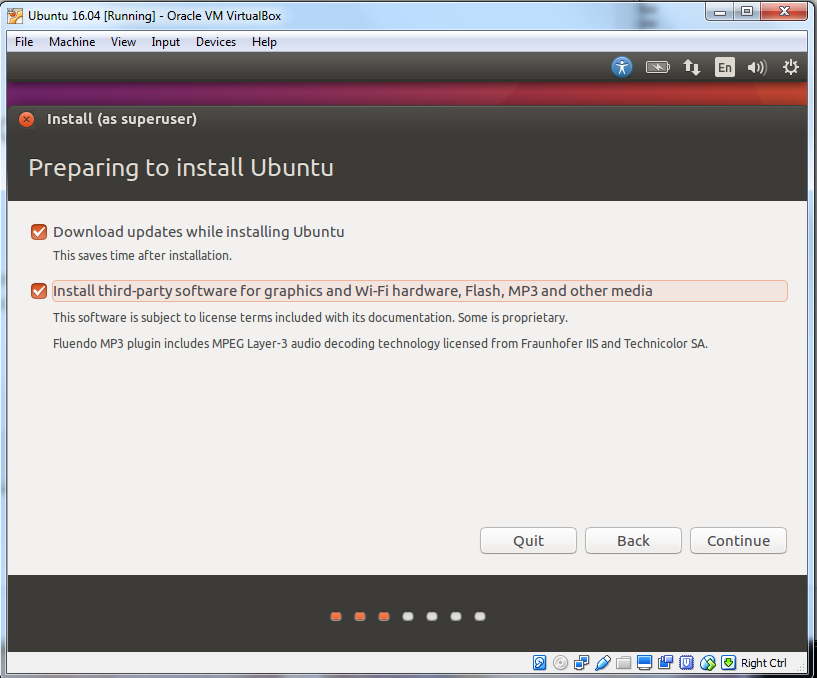 Ubuntu 16.04 [Running] - Oracle VM VirtualBox
File Machine View Input Devices Help
En
Install (as superuser)
Preparing to install Ubuntu
Download updates while installing Ubuntu
This saves time after installation.
Install third-party software for graphics and Wi-Fi hardware, Flash, MP3 and other media
This software is subject to license terms included with its documentation. Some is proprietary.
Fluendo MP3 plugin includes MPEG Layer-3 audio decoding technology licensed from Fraunhofer IIS and Technicolor SA.
Quit Back Continue
Right Ctrl